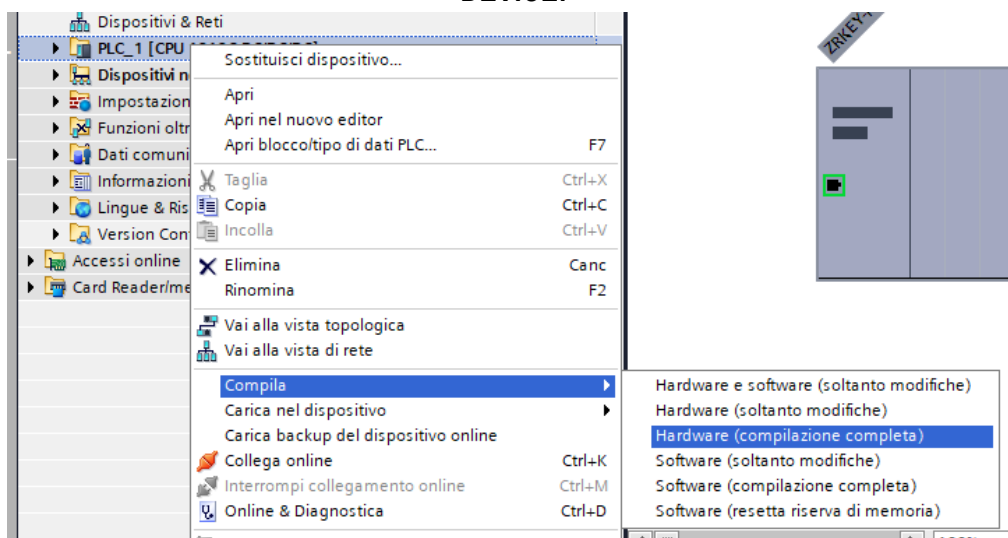 Dispositivi & Reti
PLC_1 [CPU
Dispositivi n
Impostazion
Funzioni oltr
Dati comuni
Informazioni
Lingue & Ris
Version Con
Accessi online
Card Reader/me
Sostituisci dispositivo...
Apri
Apri nel nuovo editor
Apri blocco/tipo di dati PLC... F7
Taglia Ctrl+X
Copia Ctrl+C
Incolla Ctrl+V
Elimina Canc
Rinomina F2
Vai alla vista topologica
Vai alla vista di rete
Compila
Carica nel dispositivo
Carica backup del dispositivo online
Collega online Ctrl+K
Interrompi collegamento online Ctrl+M
Online & Diagnostica Ctrl+D
Hardware e software (soltanto modifiche)
Hardware (soltanto modifiche)
Hardware (compilazione completa)
Software (soltanto modifiche)
Software (compilazione completa)
Software (resetta riserva di memoria)
ZRKEY-